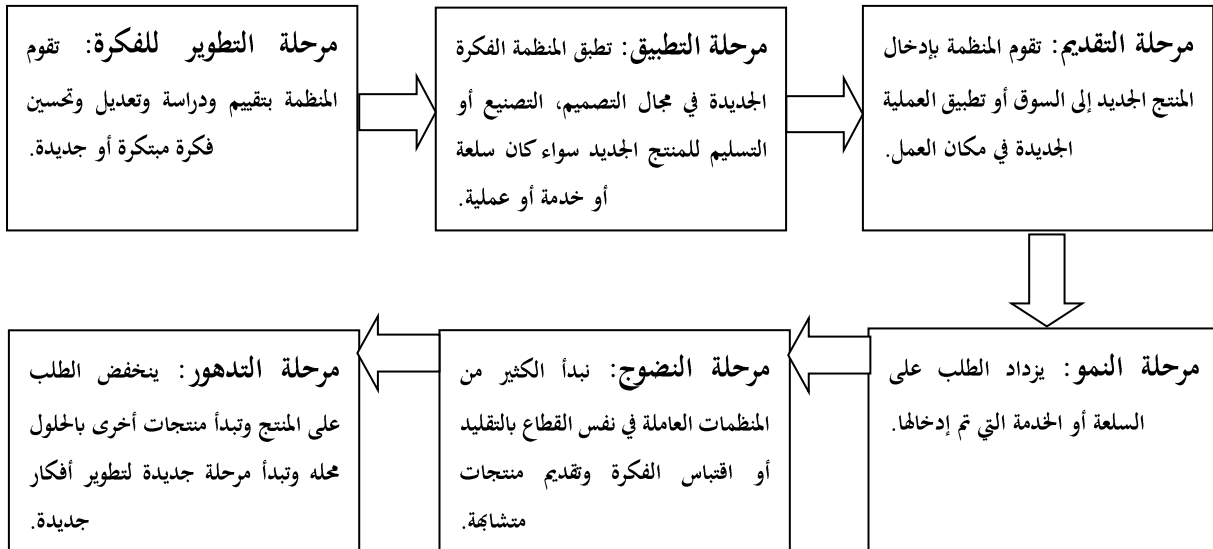 مرحلة التطوير للفكرة: تقوم
المنظمة بتقييم ودراسة وتعديل وتحسين
فكرة مبتكرة أو جديدة.
مرحلة التطبيق: تطبق المنظمة الفكرة
الجديدة في مجال التصميم، التصنيع أو
التسليم للمنتج الجديد سواء كان سلعة
أو خدمة أو عملية.
مرحلة التقديم: تقوم المنظمة بإدخال
المنتج الجديد إلى السوق أو تطبيق العملية
الجديدة في مكان العمل.
مرحلة النمو: يزداد الطلب على
السلعة أو الخدمة التي تم إدخالها.
مرحلة النضوج: نبدأ الكثير من
المنظمات العاملة في نفس القطاع بالتقليد
أو اقتباس الفكرة وتقديم منتجات
متشابهة.
مرحلة التدهور: ينخفض الطلب
على المنتج وتبدأ منتجات أخرى بالحلول
محله وتبدأ مرحلة جديدة لتطوير أفكار
جديدة.